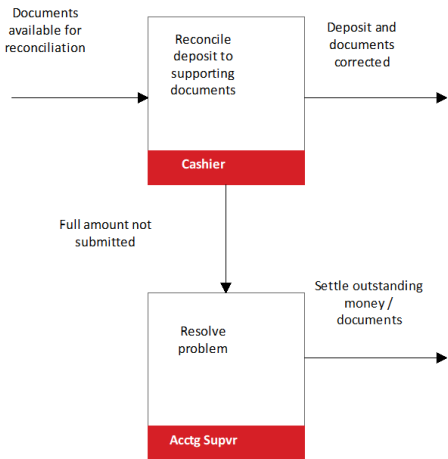 Documents
available for
reconciliation
Reconcile
deposit to
supporting
documents
Deposit and
documents
corrected
Cashier
Full amount not
submitted
Settle outstanding
money /
documents
Resolve
problem
Acctg Supvr